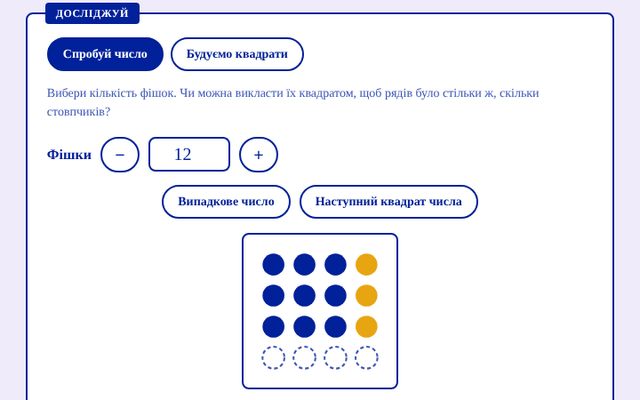 ДОСЛІДЖУЙ
Спробуй число
Будуємо квадрати
Вибери кількість фішок. Чи можна викласти їх квадратом, щоб рядів було стільки ж, скільки
стовпчиків?
Фішки − 12 +
Випадкове число
Наступний квадрат числа